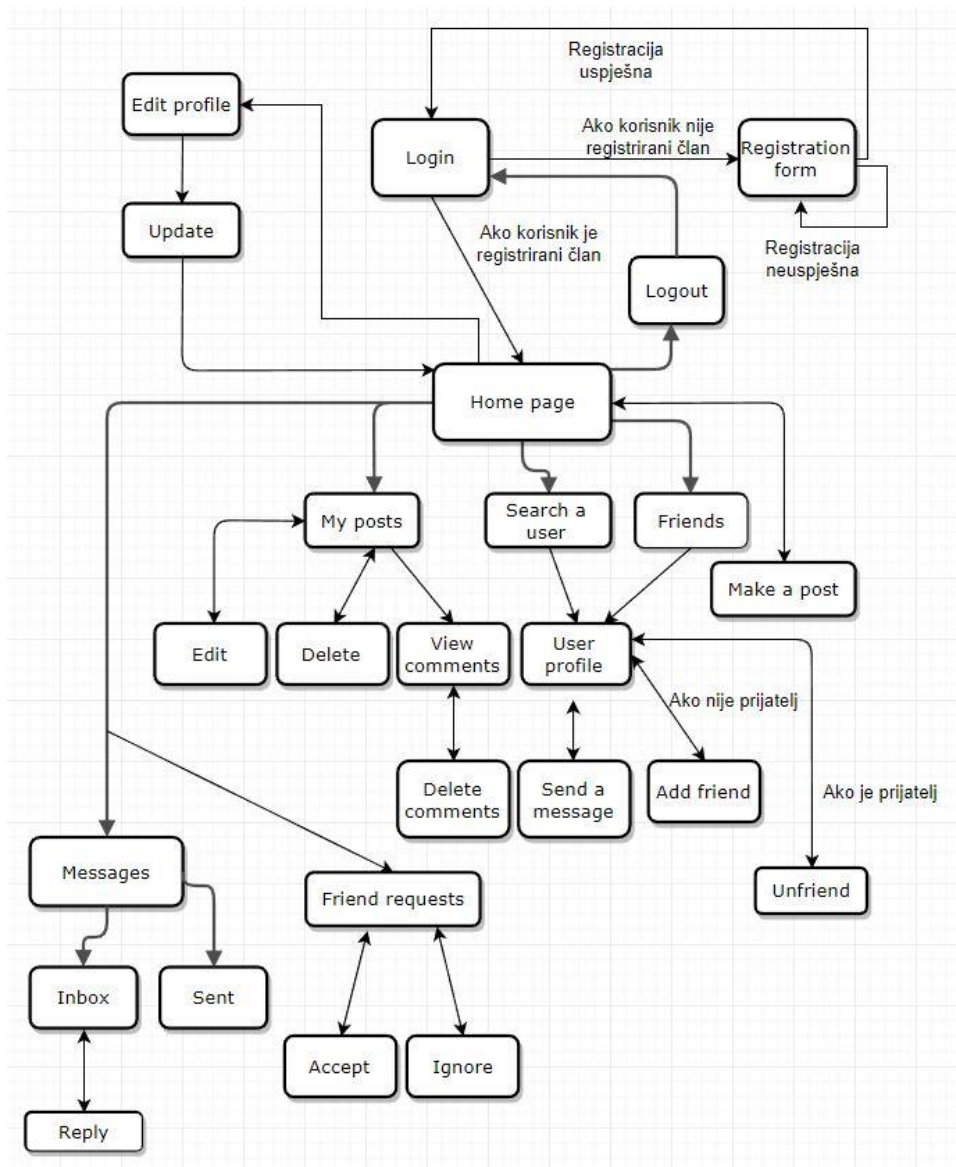 Registracija
uspješna
Edit profile
Login
Ako korisnik nije
registrirani član
Registration
form
Update
Ako korisnik je
registrirani član
Registracija
neuspješna
Logout
Home page
My posts
Search a
user
Friends
Make a post
Edit
Delete
View
comments
User
profile
Ako nije prijatelj
Delete
comments
Send a
message
Add friend
Ako je prijatelj
Messages
Friend requests
Unfriend
Inbox
Sent
Accept
Ignore
Reply